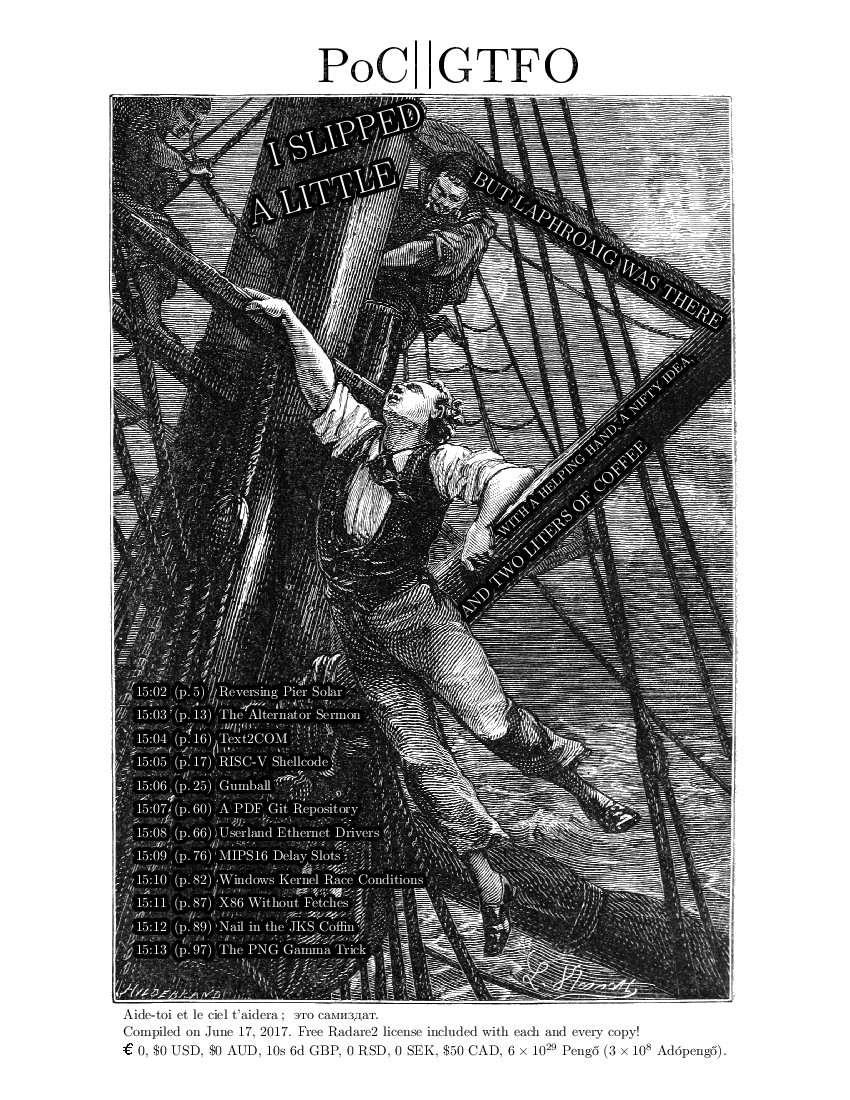 PoC||GTFO
I SLIPPED
A LITTLE
BUT LAPHROAIG WAS THERE
WITH A HELPING HAND, A NIFTY IDEA,
AND TWO LITERS OF COFFEE
15:02 (p. 5) Reversing Pier Solar
15:03 (p. 13) The Alternator Sermon
15:04 (p. 16) Text2COM
15:05 (p. 17) RISC-V Shellcode
15:06 (p. 25) Gumball
15:07 (p. 60) A PDF Git Repository
15:08 (p. 66) Userland Ethernet Drivers
15:09 (p. 76) MIPS16 Delay Slots
15:10 (p. 82) Windows Kernel Race Conditions
15:11 (p. 87) X86 Without Fetches
15:12 (p. 89) Nail in the JKS Coffin
15:13 (p. 97) The PNG Gamma Trick
HILDEBRAND
Aide-toi et le ciel t'aidera ; это самиздат.
Compiled on June 17, 2017. Free Radare2 license included with each and every copy!
€ 0, $0 USD, $0 AUD, 10s 6d GBP, 0 RSD, 0 SEK, $50 CAD, 6 × 10²⁹ Pengő (3 × 10⁸ Adópengő).